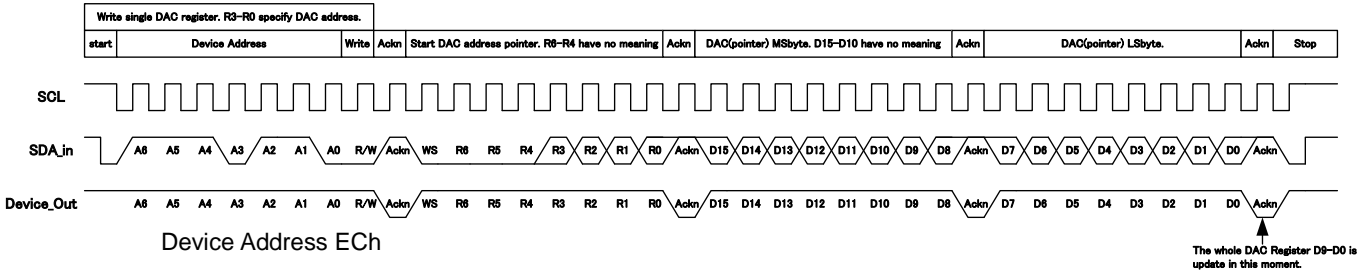 Write single DAC register. R3-R0 specify DAC address.
start Device Address Write Ackn Start DAC address pointer. R6-R4 have no meaning Ackn DAC(pointer) MSbyte. D15-D10 have no meaning Ackn DAC(pointer) LSbyte. Ackn Stop
SCL
SDA_in A6 A5 A4 A3 A2 A1 A0 R/W Ackn WS R6 R5 R4 R3 R2 R1 R0 Ackn D15 D14 D13 D12 D11 D10 D9 D8 Ackn D7 D6 D5 D4 D3 D2 D1 D0 Ackn
Device_Out A6 A5 A4 A3 A2 A1 A0 R/W Ackn WS R6 R5 R4 R3 R2 R1 R0 Ackn D15 D14 D13 D12 D11 D10 D9 D8 Ackn D7 D6 D5 D4 D3 D2 D1 D0 Ackn
Device Address ECh
The whole DAC Register D9-D0 is
update in this moment.